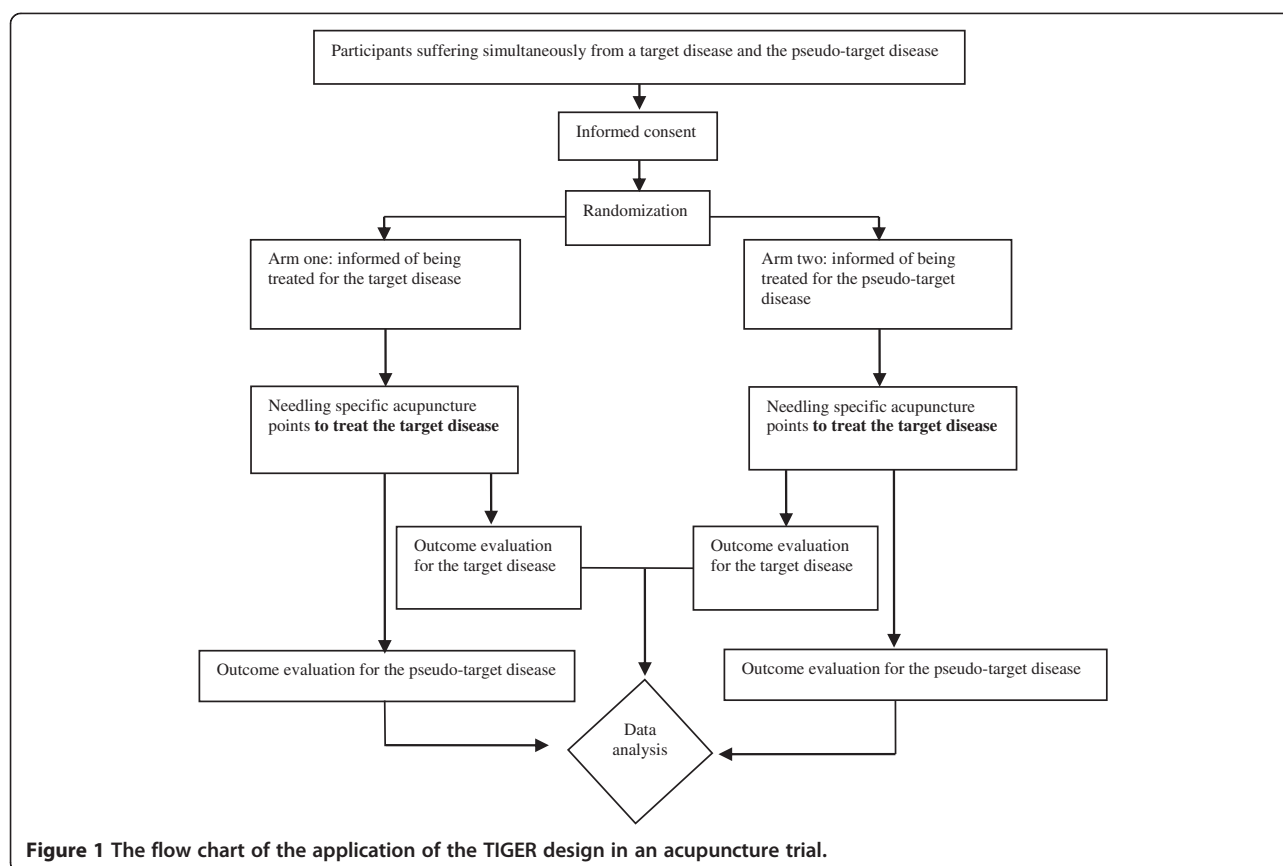 Participants suffering simultaneously from a target disease and the pseudo-target disease
Informed consent
Randomization
Arm one: informed of being
treated for the target disease
Arm two: informed of being
treated for the pseudo-target
disease
Needling specific acupuncture
points to treat the target disease
Needling specific acupuncture
points to treat the target disease
Outcome evaluation
for the target disease
Outcome evaluation
for the target disease
Outcome evaluation for the pseudo-target disease
Outcome evaluation for the pseudo-target disease
Data
analysis
Figure 1 The flow chart of the application of the TIGER design in an acupuncture trial.